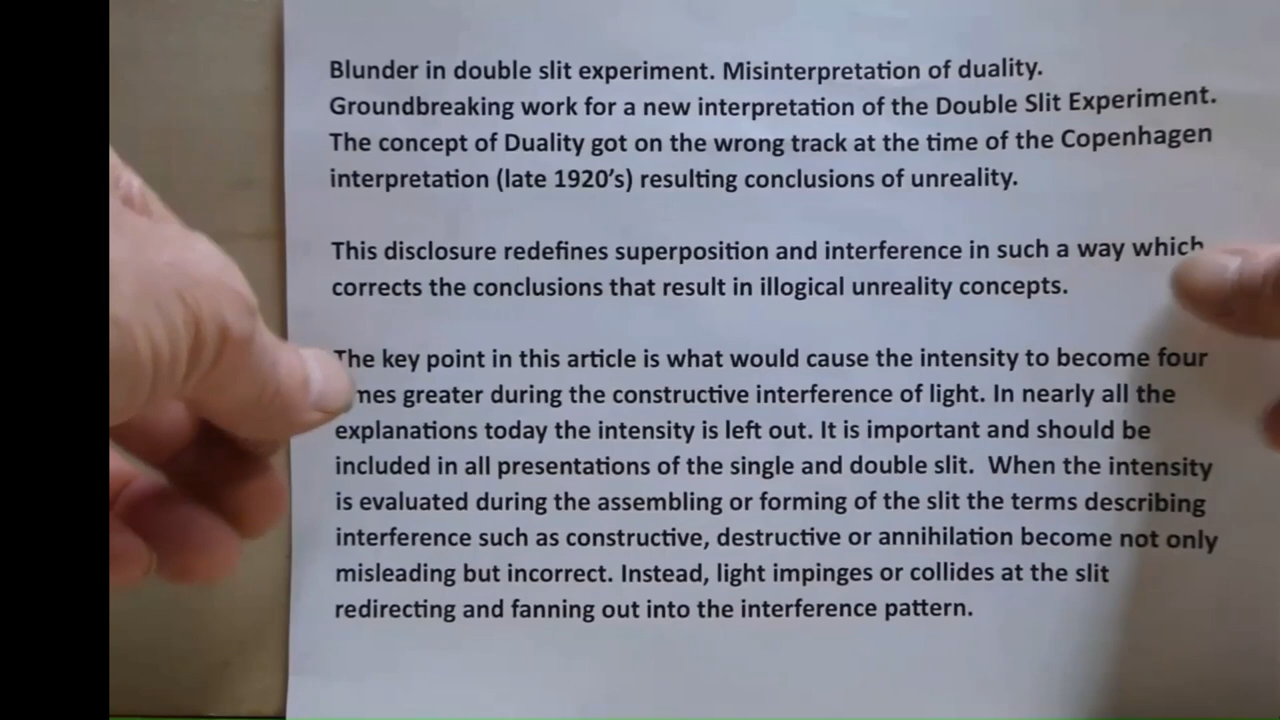 Blunder in double slit experiment. Misinterpretation of duality.
Groundbreaking work for a new interpretation of the Double Slit Experiment.
The concept of Duality got on the wrong track at the time of the Copenhagen
interpretation (late 1920's) resulting conclusions of unreality.
This disclosure redefines superposition and interference in such a way which
corrects the conclusions that result in illogical unreality concepts.
The key point in this article is what would cause the intensity to become four
mes greater during the constructive interference of light. In nearly all the
explanations today the intensity is left out. It is important and should be
included in all presentations of the single and double slit. When the intensity
is evaluated during the assembling or forming of the slit the terms describing
interference such as constructive, destructive or annihilation become not only
misleading but incorrect. Instead, light impinges or collides at the slit
redirecting and fanning out into the interference pattern.